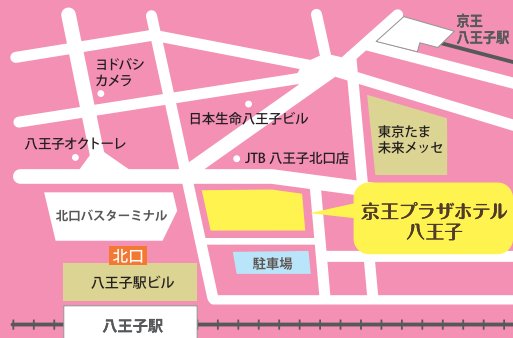 京王
八王子駅
ヨドバシ
カメラ
日本生命八王子ビル
東京たま
未来メッセ
八王子オクトーレ
JTB 八王子北口店
北口バスターミナル
京王プラザホテル
八王子
北口
駐車場
八王子駅ビル
八王子駅